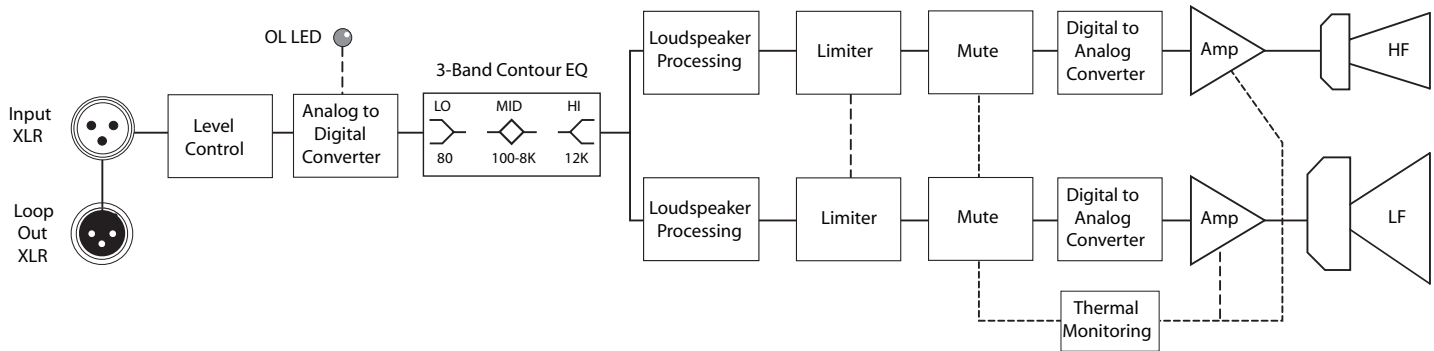 OL LED
Input
XLR
Loop
Out
XLR
Level
Control
Analog to
Digital
Converter
3-Band Contour EQ
LO MID HI
80 100-8K 12K
Loudspeaker
Processing
Limiter
Mute
Digital to
Analog
Converter
Amp
HF
Loudspeaker
Processing
Limiter
Mute
Digital to
Analog
Converter
Amp
LF
Thermal
Monitoring